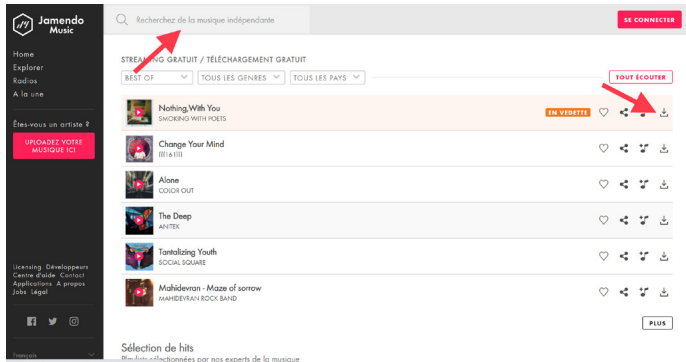 Jamendo
Music
Recherchez de la musique indépendante
SE CONNECTER
Home
Explorer
Radios
A la une
Êtes-vous un artiste ?
UPLOADEZ VOTRE
MUSIQUE ICI
Licensing Développeurs
Centre d'aide Contact
Applications A propos
Jobs Légal
Français
STREAMING GRATUIT / TÉLÉCHARGEMENT GRATUIT
BEST OF TOUS LES GENRES TOUS LES PAYS TOUT ÉCOUTER
Nothing,With You
SMOKING WITH POETS
EN VEDETTE
Change Your Mind
Alone
COLOR OUT
The Deep
ANITEK
Tantalizing Youth
SOCIAL SQUARE
Mahidevran - Maze of sorrow
MAHIDEVRAN ROCK BAND
PLUS
Sélection de hits
Playlists sélectionnées par nos experts de la musique